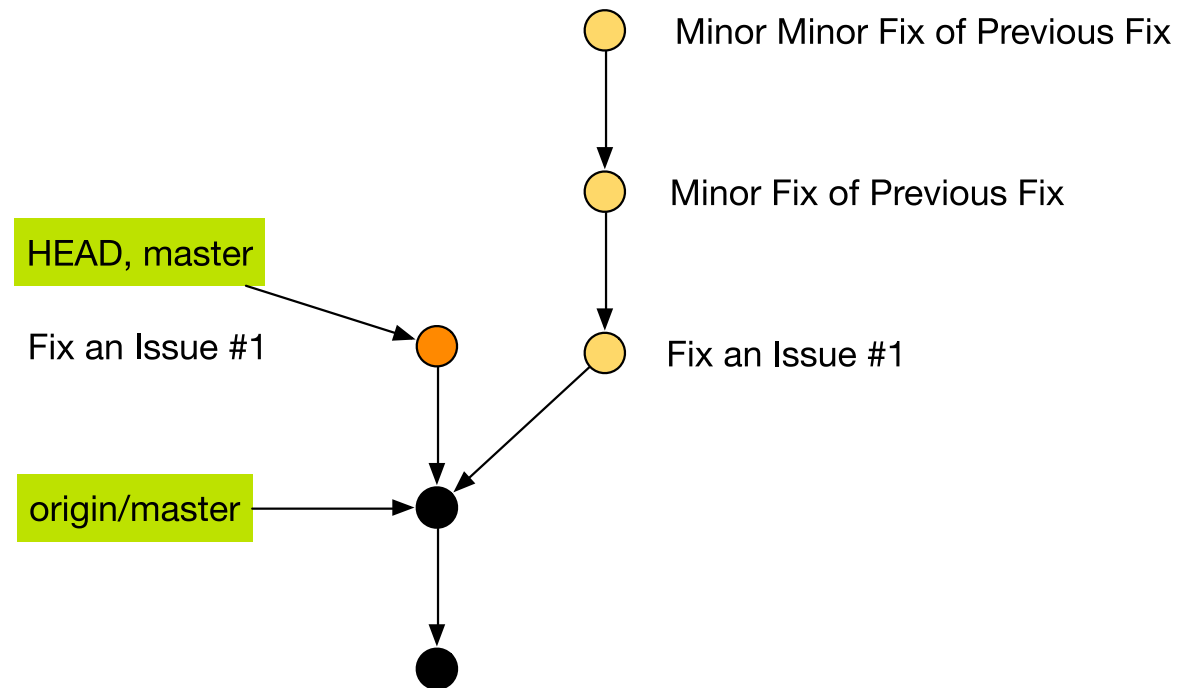 Minor Minor Fix of Previous Fix
Minor Fix of Previous Fix
HEAD, master
Fix an Issue #1
Fix an Issue #1
origin/master